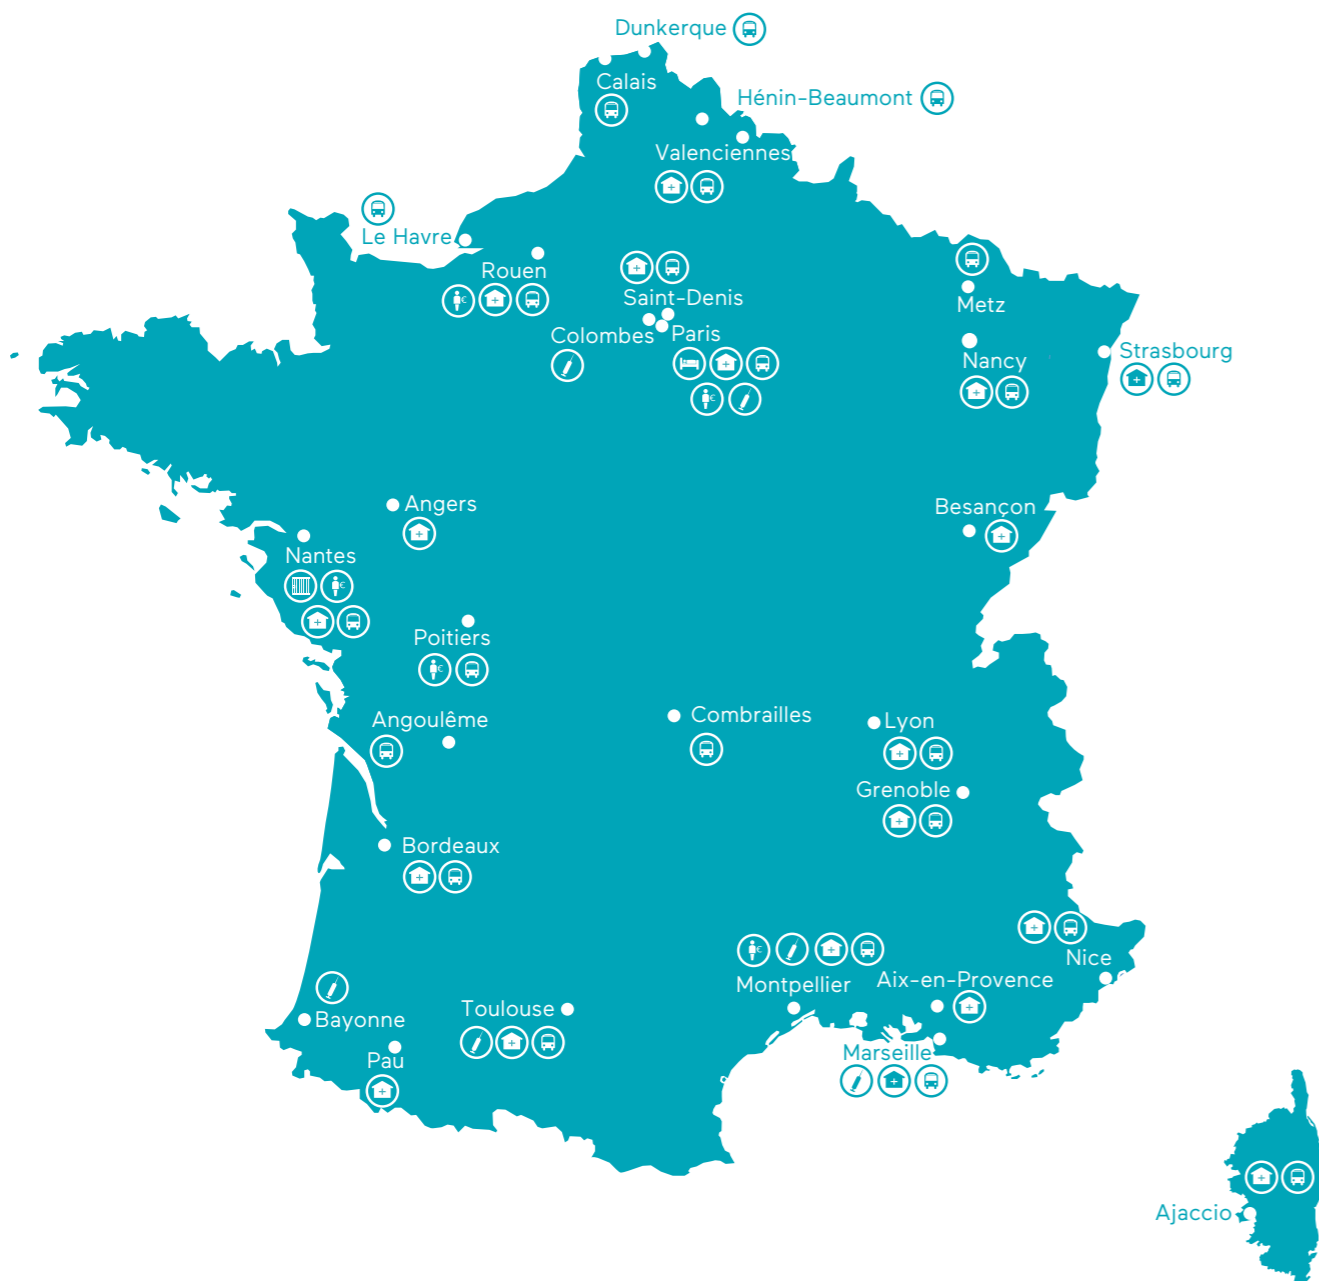 Dunkerque
Calais
Hénin-Beaumont
Valenciennes
Le Havre
Rouen
Saint-Denis
Metz
Colombes
Paris
Nancy
Strasbourg
Angers
Besançon
Nantes
Poitiers
Angoulême
Combrailles
Lyon
Grenoble
Bordeaux
Nice
Montpellier
Aix-en-Provence
Toulouse
Bayonne
Marseille
Pau
Ajaccio